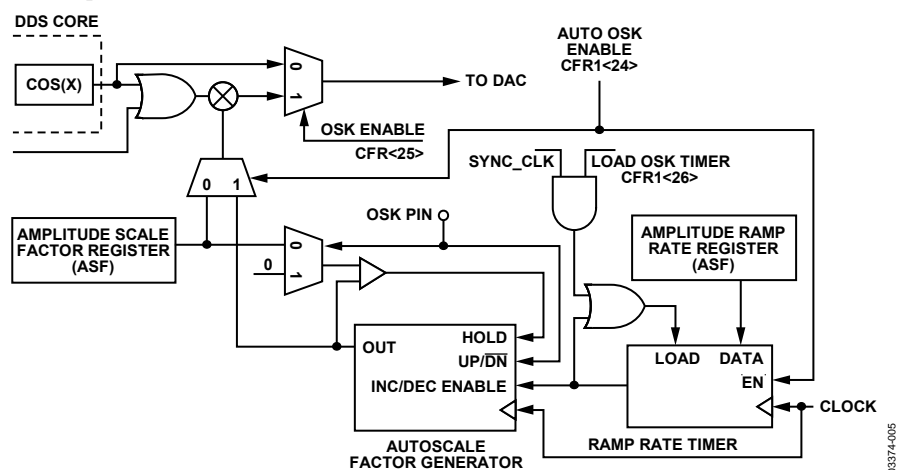 DDS CORE
COS(X)
0
1
TO DAC
AUTO OSK
ENABLE
CFR1<24>
OSK ENABLE
CFR<25>
SYNC_CLK
LOAD OSK TIMER
CFR1<26>
0 1
OSK PIN
AMPLITUDE SCALE
FACTOR REGISTER
(ASF)
0
0
1
AMPLITUDE RAMP
RATE REGISTER
(ASF)
OUT
HOLD
UP/DN
INC/DEC ENABLE
LOAD DATA
EN
CLOCK
AUTOSCALE
FACTOR GENERATOR
RAMP RATE TIMER
03374-005